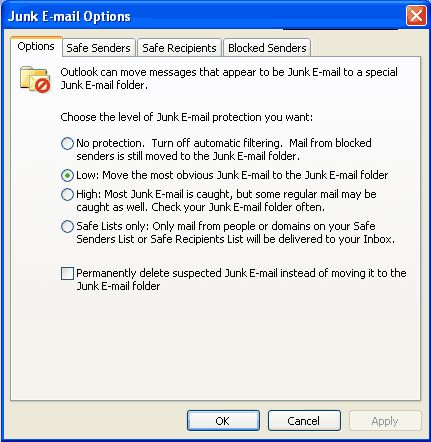 Junk E-mail Options
Options Safe Senders Safe Recipients Blocked Senders
Outlook can move messages that appear to be Junk E-mail to a special
Junk E-mail folder.
Choose the level of Junk E-mail protection you want:
No protection. Turn off automatic filtering. Mail from blocked
senders is still moved to the Junk E-mail folder.
Low: Move the most obvious Junk E-mail to the Junk E-mail folder
High: Most Junk E-mail is caught, but some regular mail may be
caught as well. Check your Junk E-mail folder often.
Safe Lists only: Only mail from people or domains on your Safe
Senders List or Safe Recipients List will be delivered to your Inbox.
Permanently delete suspected Junk E-mail instead of moving it to the
Junk E-mail folder
OK Cancel Apply